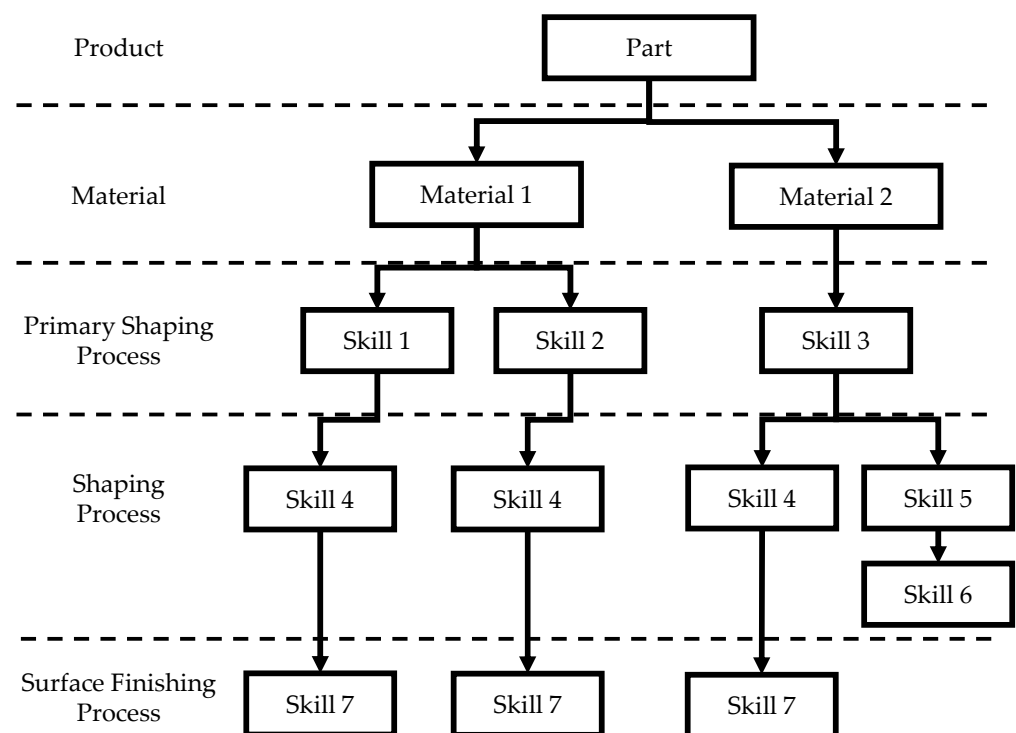 Product
Part
Material
Material 1
Material 2
Primary Shaping
Process
Skill 1
Skill 2
Skill 3
Shaping
Process
Skill 4
Skill 4
Skill 4
Skill 5
Skill 6
Surface Finishing
Process
Skill 7
Skill 7
Skill 7